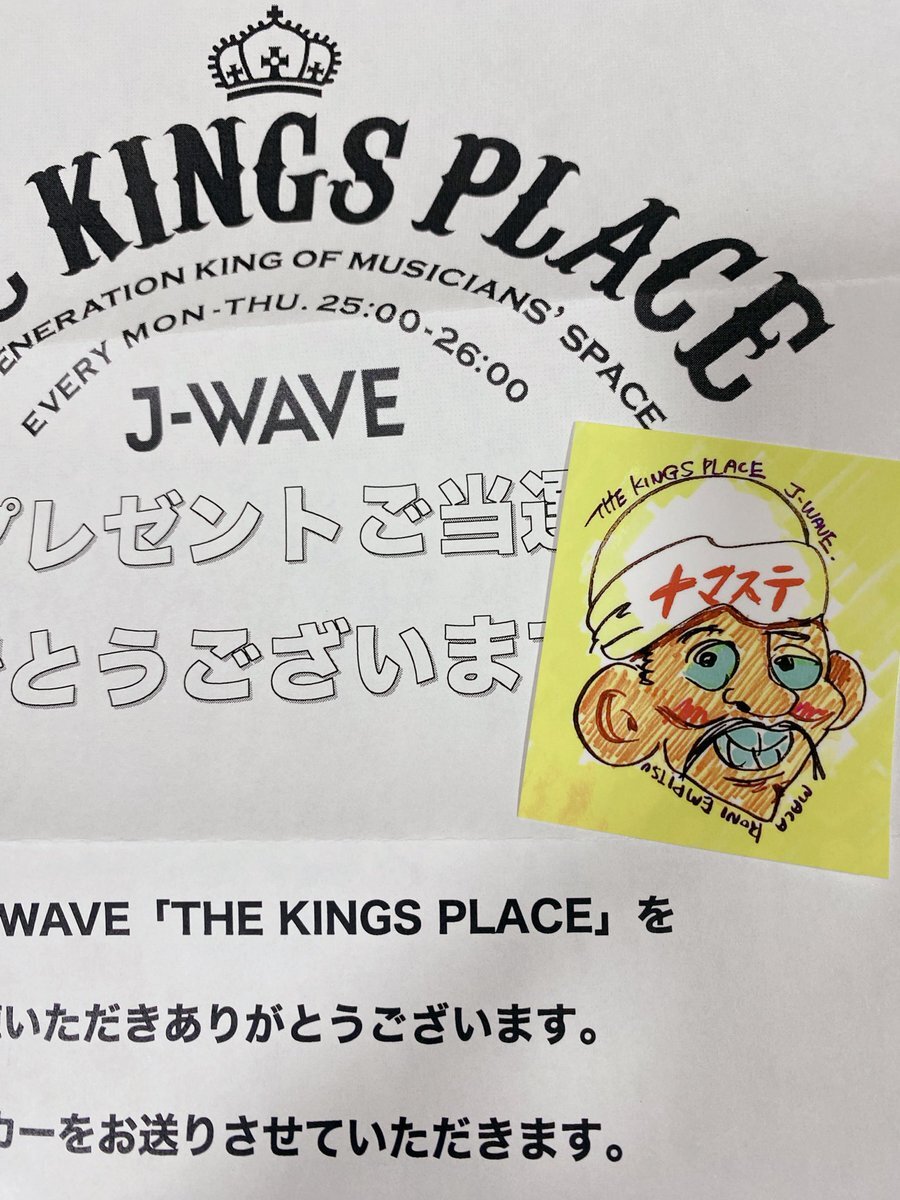 KINGS PLACE
GENERATION KING OF MUSICIANS' SPACE
EVERY MON-THU. 25:00-26:00
J-WAVE
プレゼントご当選
とうございます
THE KINGS PLACE J-WAVE.
ナマステ
MACARONI EMPITSU
WAVE「THE KINGS PLACE」を
いただきありがとうございます。
カーをお送りさせていただきます。